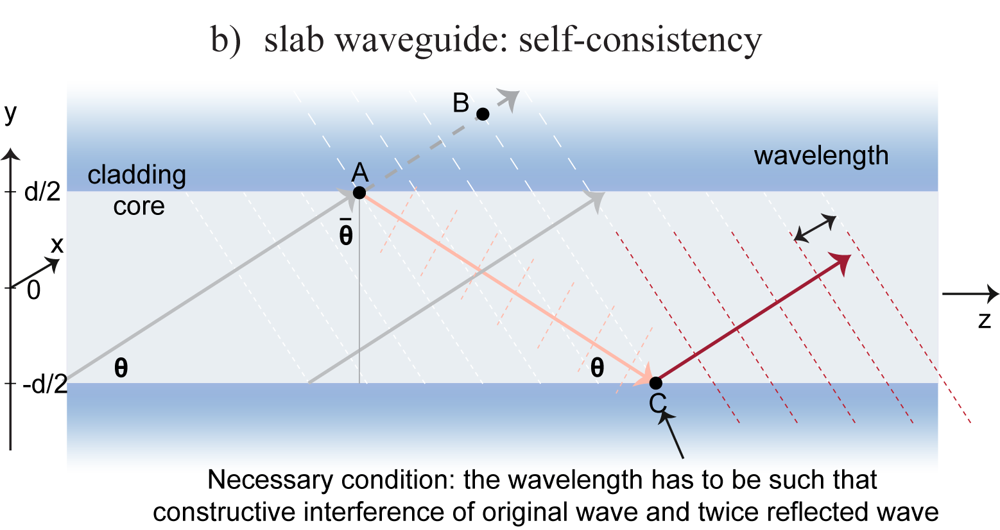 b) slab waveguide: self-consistency
B
y
wavelength
A
cladding
d/2
core
θ̄
x
0
z
θ
θ
-d/2
C
Necessary condition: the wavelength has to be such that
constructive interference of original wave and twice reflected wave